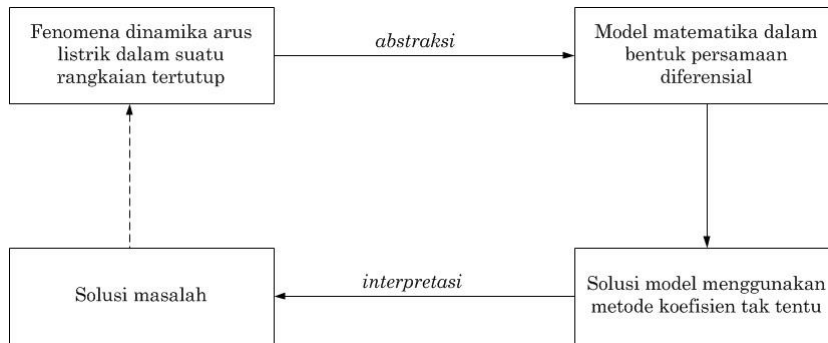 Fenomena dinamika arus
listrik dalam suatu
rangkaian tertutup
abstraksi
Model matematika dalam
bentuk persamaan
diferensial
Solusi masalah
interpretasi
Solusi model menggunakan
metode koefisien tak tentu